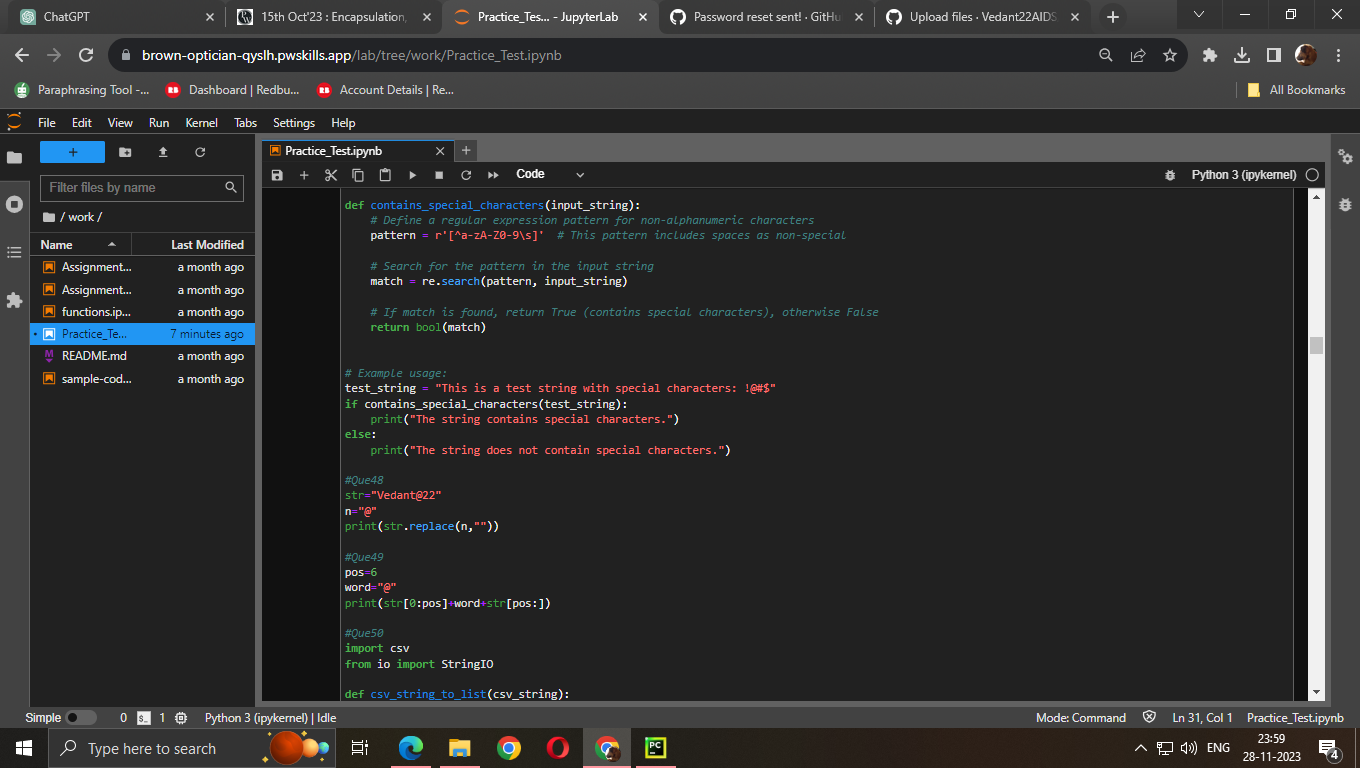 ChatGPT
15th Oct'23 : Encapsulation,
Practice_Tes... - JupyterLab
Password reset sent! · GitHu
Upload files · Vedant22AIDS
brown-optician-qyslh.pwskills.app/lab/tree/work/Practice_Test.ipynb
Paraphrasing Tool -...
Dashboard | Redbu...
Account Details | Re...
All Bookmarks
File Edit View Run Kernel Tabs Settings Help
Filter files by name
/ work /
Name Last Modified
Assignment... a month ago
Assignment... a month ago
functions.ip... a month ago
Practice_Te... 7 minutes ago
README.md a month ago
sample-cod... a month ago
Practice_Test.ipynb
Code
Python 3 (ipykernel)
def contains_special_characters(input_string):
# Define a regular expression pattern for non-alphanumeric characters
pattern = r'[^a-zA-Z0-9\s]' # This pattern includes spaces as non-special
# Search for the pattern in the input string
match = re.search(pattern, input_string)
# If match is found, return True (contains special characters), otherwise False
return bool(match)
# Example usage:
test_string = "This is a test string with special characters: !@#$"
if contains_special_characters(test_string):
print("The string contains special characters.")
else:
print("The string does not contain special characters.")
#Que48
str="Vedant@22"
n="@"
print(str.replace(n,""))
#Que49
pos=6
word="@"
print(str[0:pos]+word+str[pos:])
#Que50
import csv
from io import StringIO
def csv_string_to_list(csv_string):
Simple 0 1 Python 3 (ipykernel) | Idle
Mode: Command Ln 31, Col 1 Practice_Test.ipynb
Type here to search
PC
ENG
23:59
28-11-2023
4